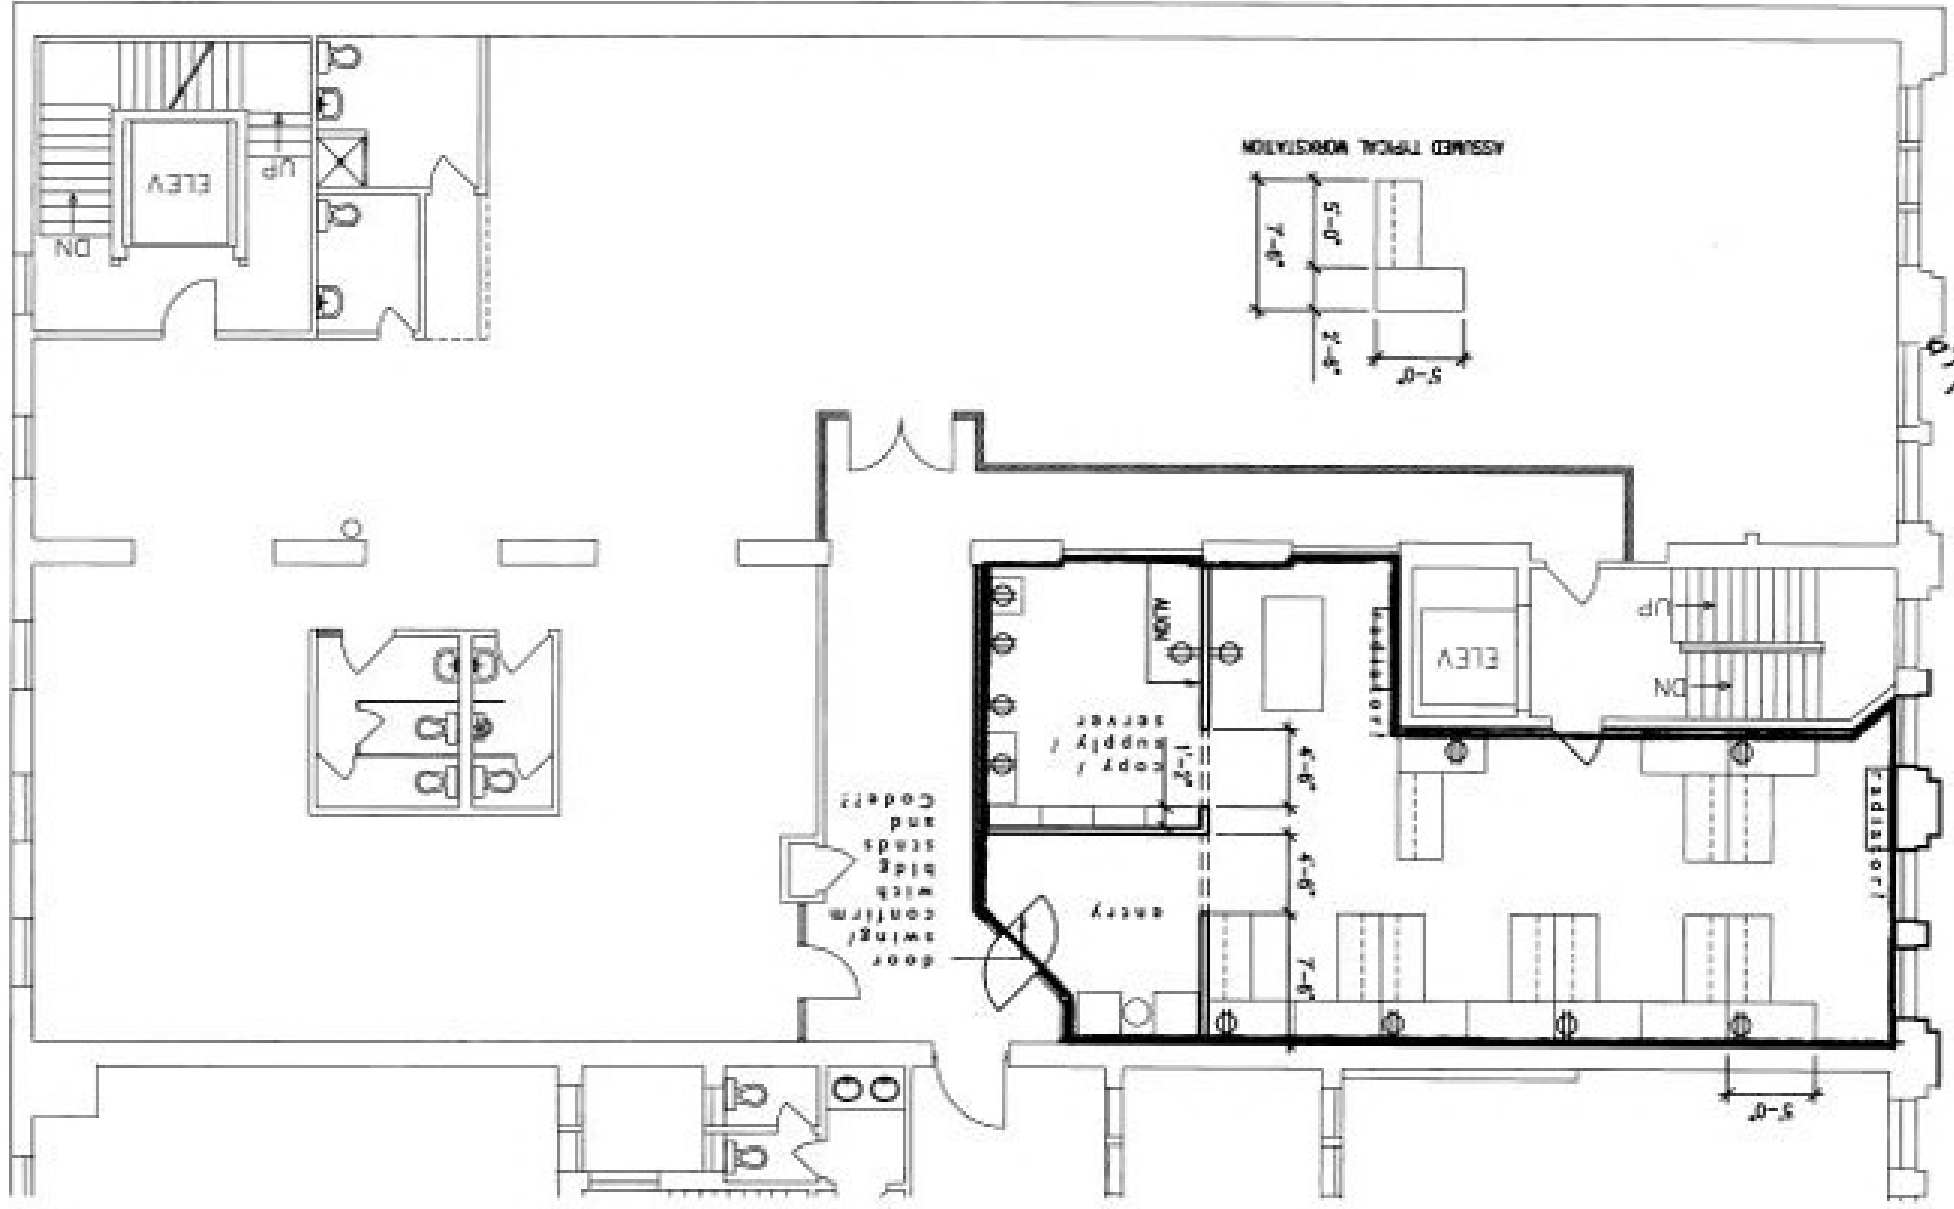 5'-0"
7'-6"
door
swing/
confirm
with
bldg
stnds
and
Code??
entry
4'-6"
radiator!
copy /
supply /
server
1'-2"
4'-6"
DN
ELEV
UP
radiator!
ALIGN
5'-0"
2'-6"
7'-6"
5'-0"
ASSUMED TYPICAL WORKSTATION
DN
ELEV
UP